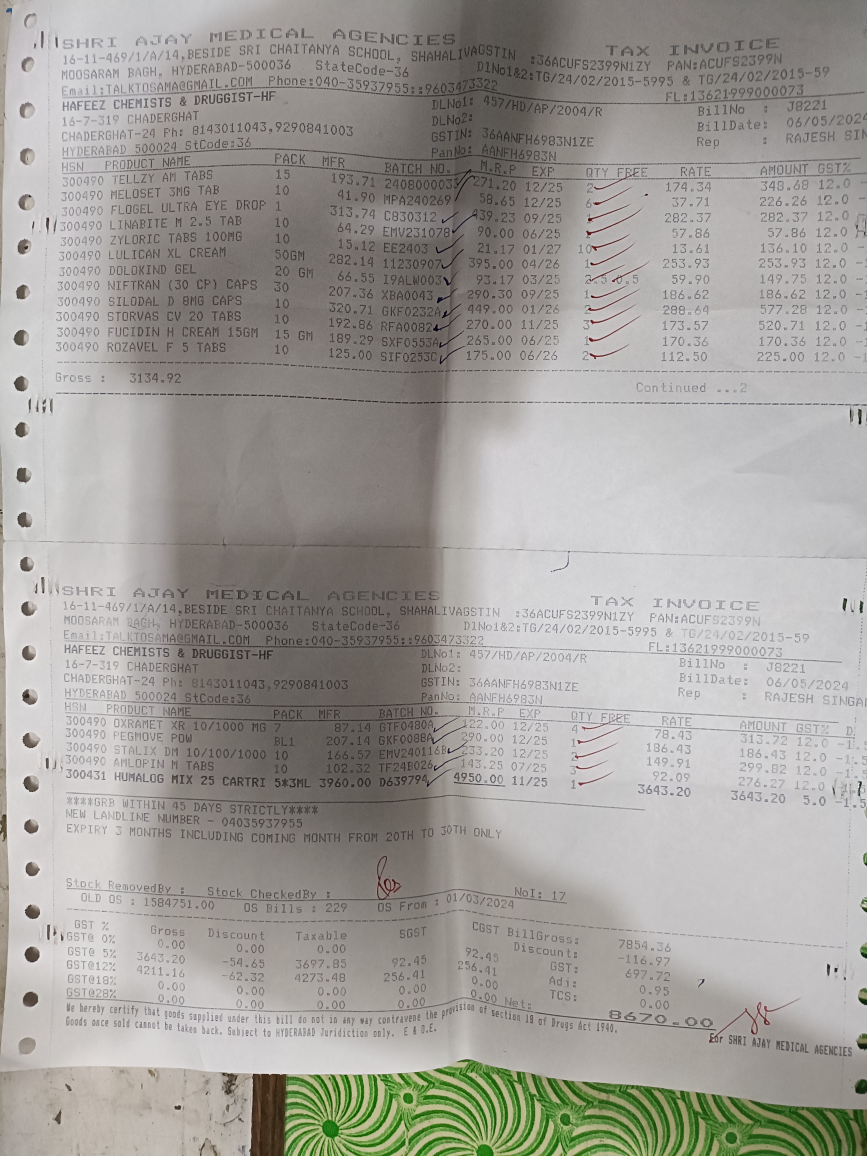 SHRI AJAY MEDICAL AGENCIES TAX INVOICE
16-11-469/1/A/14,BESIDE SRI CHAITANYA SCHOOL, SHAHALIVAGSTIN :36ACUFS2399N1ZY PAN:ACUFS2399N
MOOSARAM BAGH, HYDERABAD-500036 StateCode-36 DlNo1&2:TG/24/02/2015-5995 & TG/24/02/2015-59
Email:TALKTOSAMA@GMAIL.COM Phone:040-35937955::9603473322 FL:13621999000073
HAFEEZ CHEMISTS & DRUGGIST-HF DLNo1: 457/HD/AP/2004/R BillNo : J8221
16-7-319 CHADERGHAT DLNo2: BillDate: 06/05/2024
CHADERGHAT-24 Ph: 8143011043,9290841003 GSTIN: 36AANFH6983N1ZE Rep : RAJESH SIN
HYDERABAD 500024 StCode:36 PanNo: AANFH6983N
HSN PRODUCT NAME PACK MFR BATCH NO. M.R.P EXP QTY FREE RATE AMOUNT GST%
300490 TELLZY AM TABS 15 193.71 2408000033 271.20 12/25 2 174.34 348.68 12.0
300490 MELOSET 3MG TAB 10 41.90 MPA240269 58.65 12/25 6 37.71 226.26 12.0
300490 FLOGEL ULTRA EYE DROP 1 313.74 C830312 439.23 09/25 1 282.37 282.37 12.0
300490 LINABITE M 2.5 TAB 10 64.29 EMV231078 90.00 06/25 1 57.86 57.86 12.0
300490 ZYLORIC TABS 100MG 10 15.12 EE2403 21.17 01/27 10 13.61 136.10 12.0
300490 LULICAN XL CREAM 50GM 282.14 11230907 395.00 04/26 1 253.93 253.93 12.0
300490 DOLOKIND GEL 20 GM 66.55 I9ALW003 93.17 03/25 2.5 0.5 59.90 149.75 12.0
300490 NIFTRAN (30 CP) CAPS 30 207.36 XBA0043 290.30 09/25 1 186.62 186.62 12.0
300490 SILODAL D 8MG CAPS 10 320.71 GKF0232A 449.00 01/26 2 288.64 577.28 12.0
300490 STORVAS CV 20 TABS 10 192.86 RFA0082 270.00 11/25 3 173.57 520.71 12.0
300490 FUCIDIN H CREAM 15GM 15 GM 189.29 SXF0553A 265.00 06/25 1 170.36 170.36 12.0
300490 ROZAVEL F 5 TABS 10 125.00 SIF0253C 175.00 06/26 2 112.50 225.00 12.0
Gross : 3134.92 Continued ...2
SHRI AJAY MEDICAL AGENCIES TAX INVOICE
16-11-469/1/A/14,BESIDE SRI CHAITANYA SCHOOL, SHAHALIVAGSTIN :36ACUFS2399N1ZY PAN:ACUFS2399N
MOOSARAM BAGH, HYDERABAD-500036 StateCode-36 DlNo1&2:TG/24/02/2015-5995 & TG/24/02/2015-59
Email:TALKTOSAMA@GMAIL.COM Phone:040-35937955::9603473322 FL:13621999000073
HAFEEZ CHEMISTS & DRUGGIST-HF DLNo1: 457/HD/AP/2004/R BillNo : J8221
16-7-319 CHADERGHAT DLNo2: BillDate: 06/05/2024
CHADERGHAT-24 Ph: 8143011043,9290841003 GSTIN: 36AANFH6983N1ZE Rep : RAJESH SINGA
HYDERABAD 500024 StCode:36 PanNo: AANFH6983N
HSN PRODUCT NAME PACK MFR BATCH NO. M.R.P EXP QTY FREE RATE AMOUNT GST% D
300490 OXRAMET XR 10/1000 MG 7 87.14 GTF0480A 122.00 12/25 4 78.43 313.72 12.0 -1.
300490 PEGMOVE POW BL1 207.14 GKF0088A 290.00 12/25 1 186.43 186.43 12.0 -1.5
300490 STALIX DM 10/100/1000 10 166.57 EMV240116B 233.20 12/25 2 149.91 299.82 12.0
300490 AMLOPIN M TABS 10 102.32 TF24B026 143.25 07/25 3 92.09 276.27 12.0
300431 HUMALOG MIX 25 CARTRI 5*3ML 3960.00 D639794 4950.00 11/25 1 3643.20 3643.20 5.0 -1.5
****GRB WITHIN 45 DAYS STRICTLY****
NEW LANDLINE NUMBER - 04035937955
EXPIRY 3 MONTHS INCLUDING COMING MONTH FROM 20TH TO 30TH ONLY
Stock RemovedBy : Stock CheckedBy : NoI: 17
OLD OS : 1584751.00 OS Bills : 229 OS From : 01/03/2024
GST % Gross Discount Taxable SGST CGST BillGross: 7854.36
GST@ 0% 0.00 0.00 0.00 Discount: -116.97
GST@ 5% 3643.20 -54.65 3697.85 92.45 92.45 GST: 697.72
GST@12% 4211.16 -62.32 4273.48 256.41 256.41 Adj: 0.95
GST@18% 0.00 0.00 0.00 0.00 0.00 TCS: 0.00
GST@28% 0.00 0.00 0.00 0.00 0.00 Net: 8670.00
We hereby certify that goods supplied under this bill do not in any way contravene the provision of section 18 of Drugs Act 1940.
Goods once sold cannot be taken back. Subject to HYDERABAD Juridiction only. E & O.E. For SHRI AJAY MEDICAL AGENCIES